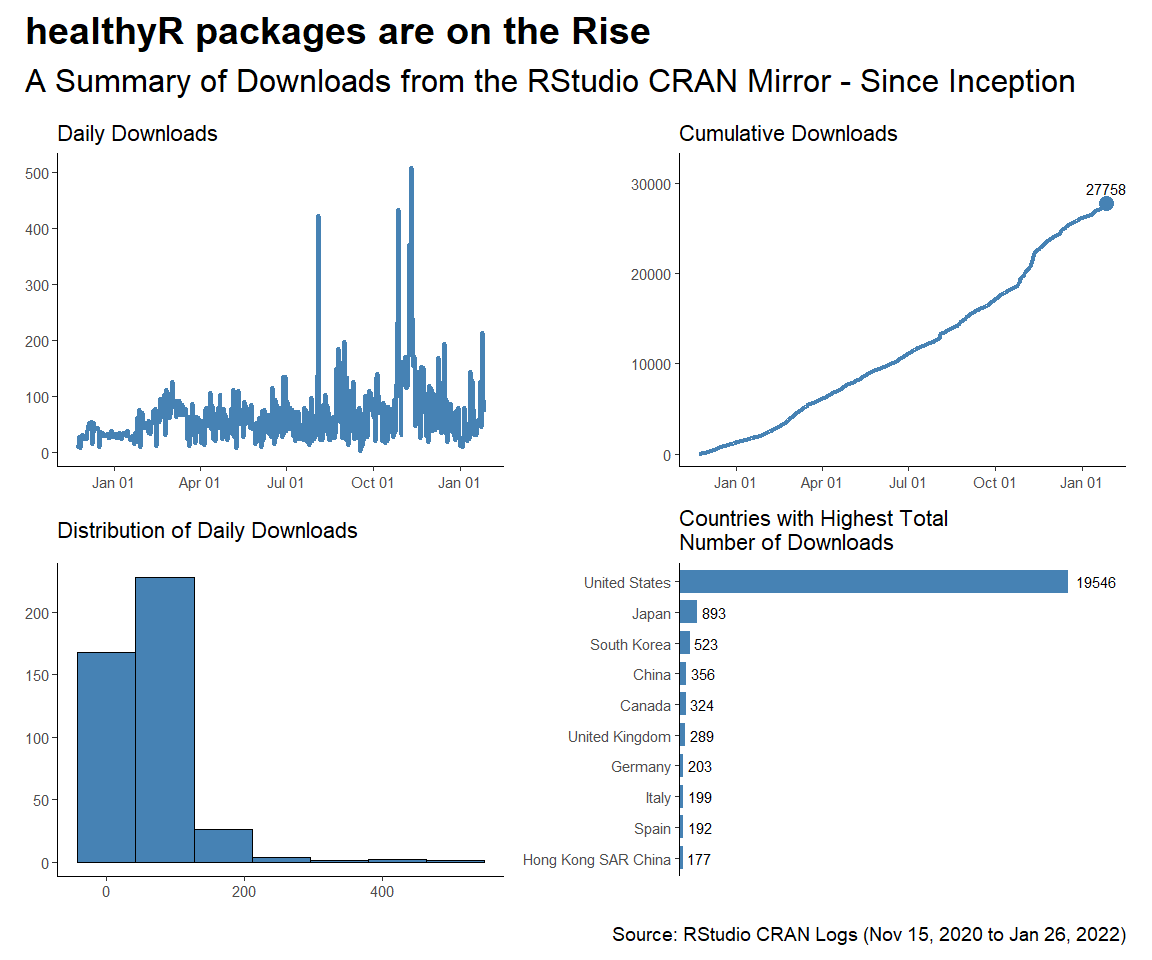 healthyR packages are on the Rise
A Summary of Downloads from the RStudio CRAN Mirror - Since Inception
Daily Downloads
500
400
300
200
100
0
Jan 01 Apr 01 Jul 01 Oct 01 Jan 01
Cumulative Downloads
30000
20000
10000
0
27758
Jan 01 Apr 01 Jul 01 Oct 01 Jan 01
Distribution of Daily Downloads
200
150
100
50
0
0 200 400
Countries with Highest Total
Number of Downloads
United States 19546
Japan 893
South Korea 523
China 356
Canada 324
United Kingdom 289
Germany 203
Italy 199
Spain 192
Hong Kong SAR China 177
Source: RStudio CRAN Logs (Nov 15, 2020 to Jan 26, 2022)